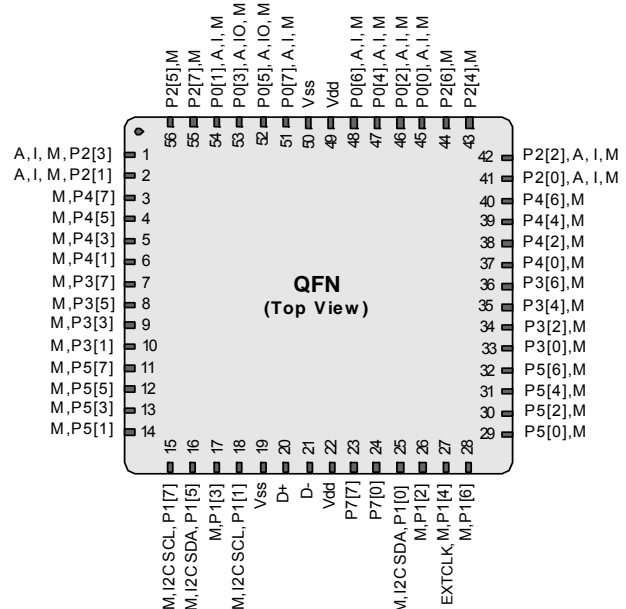 P2[5],M
P2[7],M
P0[1],A,I,M
P0[3],A,IO,M
P0[5],A,IO,M
P0[7],A,I,M
Vss
Vdd
P0[6],A,I,M
P0[4],A,I,M
P0[2],A,I,M
P0[0],A,I,M
P2[6],M
P2[4],M
56
55
54
53
52
51
50
49
48
47
46
45
44
43
A,I,M,P2[3] 1
A,I,M,P2[1] 2
M,P4[7] 3
M,P4[5] 4
M,P4[3] 5
M,P4[1] 6
M,P3[7] 7
M,P3[5] 8
M,P3[3] 9
M,P3[1] 10
M,P5[7] 11
M,P5[5] 12
M,P5[3] 13
M,P5[1] 14
QFN
(Top View)
42 P2[2],A,I,M
41 P2[0],A,I,M
40 P4[6],M
39 P4[4],M
38 P4[2],M
37 P4[0],M
36 P3[6],M
35 P3[4],M
34 P3[2],M
33 P3[0],M
32 P5[6],M
31 P5[4],M
30 P5[2],M
29 P5[0],M
15
16
17
18
19
20
21
22
23
24
25
26
27
28
M,I2C SCL,P1[7]
M,I2C SDA,P1[5]
M,P1[3]
M,I2C SCL,P1[1]
Vss
D+
D-
Vdd
P7[7]
P7[0]
M,I2C SDA,P1[0]
M,P1[2]
EXTCLK,M,P1[4]
M,P1[6]